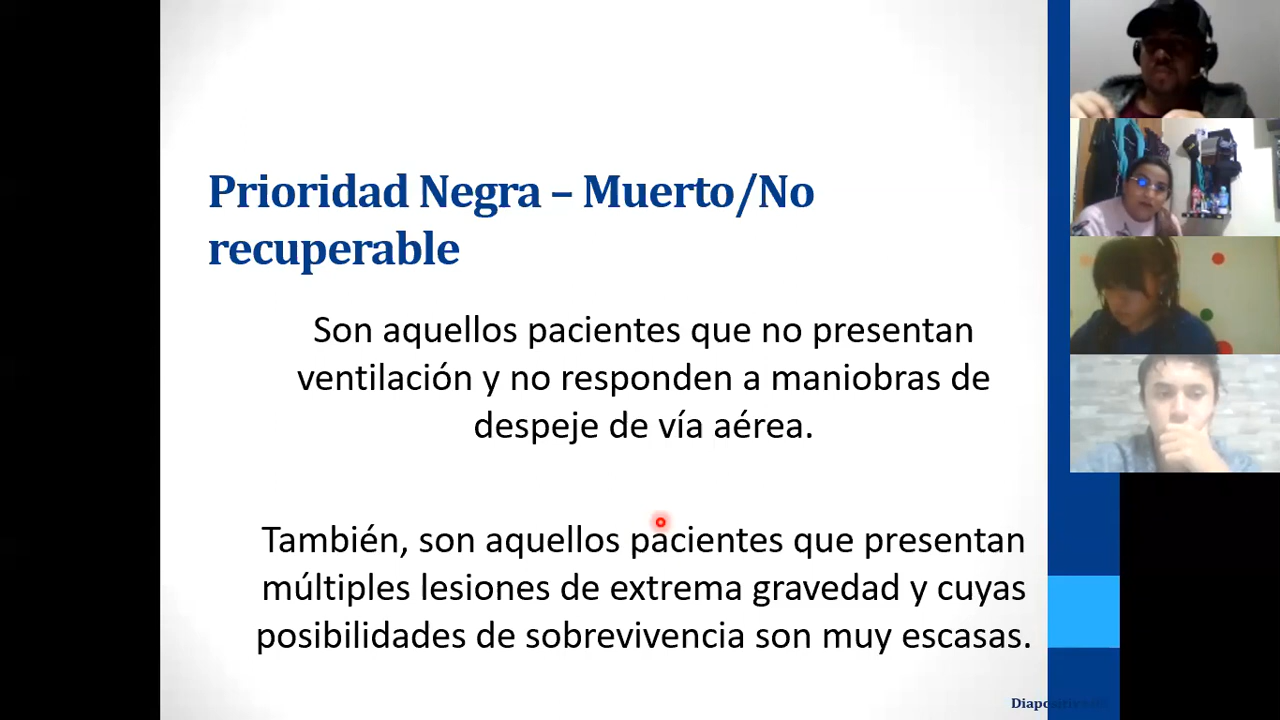 Prioridad Negra – Muerto/No
recuperable
Son aquellos pacientes que no presentan
ventilación y no responden a maniobras de
despeje de vía aérea.
También, son aquellos pacientes que presentan
múltiples lesiones de extrema gravedad y cuyas
posibilidades de sobrevivencia son muy escasas.